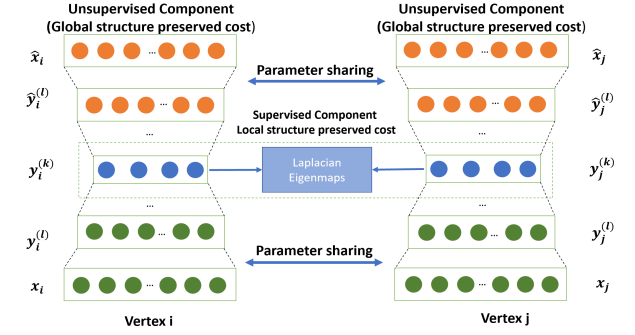 Unsupervised Component
(Global structure preserved cost)
Unsupervised Component
(Global structure preserved cost)
x̂ᵢ
...
...
x̂ⱼ
Parameter sharing
ŷᵢ⁽ˡ⁾
...
...
ŷⱼ⁽ˡ⁾
...
Supervised Component
Local structure preserved cost
...
yᵢ⁽ᵏ⁾
...
Laplacian
Eigenmaps
...
yⱼ⁽ᵏ⁾
...
...
yᵢ⁽ˡ⁾
...
...
yⱼ⁽ˡ⁾
Parameter sharing
xᵢ
...
...
xⱼ
Vertex i
Vertex j